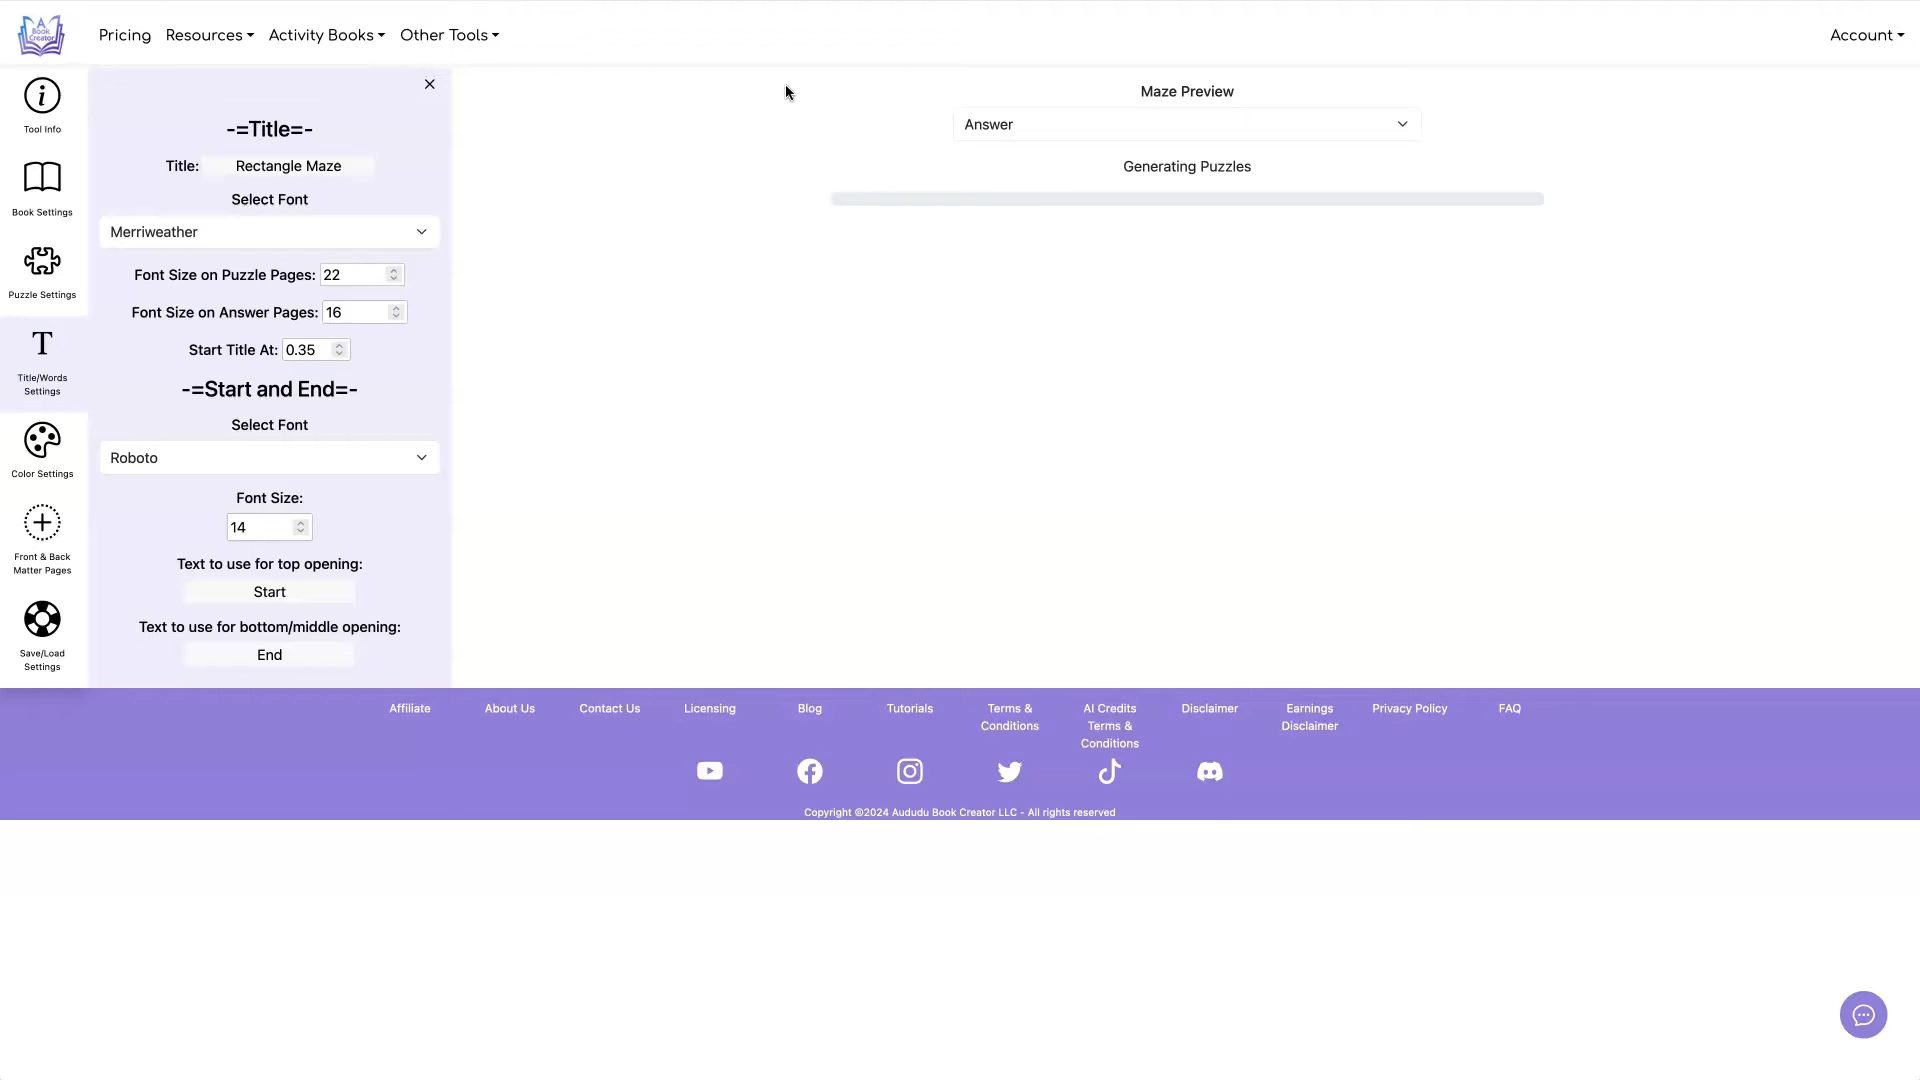 A
Book
Creator
Pricing
Resources
Activity Books
Other Tools
Account
Tool Info
Book Settings
Puzzle Settings
Title/Words
Settings
Color Settings
Front & Back
Matter Pages
Save/Load
Settings
-=Title=-
Title: Rectangle Maze
Select Font
Merriweather
Font Size on Puzzle Pages: 22
Font Size on Answer Pages: 16
Start Title At: 0.35
-=Start and End=-
Select Font
Roboto
Font Size:
14
Text to use for top opening:
Start
Text to use for bottom/middle opening:
End
Maze Preview
Answer
Generating Puzzles
Affiliate
About Us
Contact Us
Licensing
Blog
Tutorials
Terms &
Conditions
AI Credits
Terms &
Conditions
Disclaimer
Earnings
Disclaimer
Privacy Policy
FAQ
Copyright ©2024 Aududu Book Creator LLC - All rights reserved